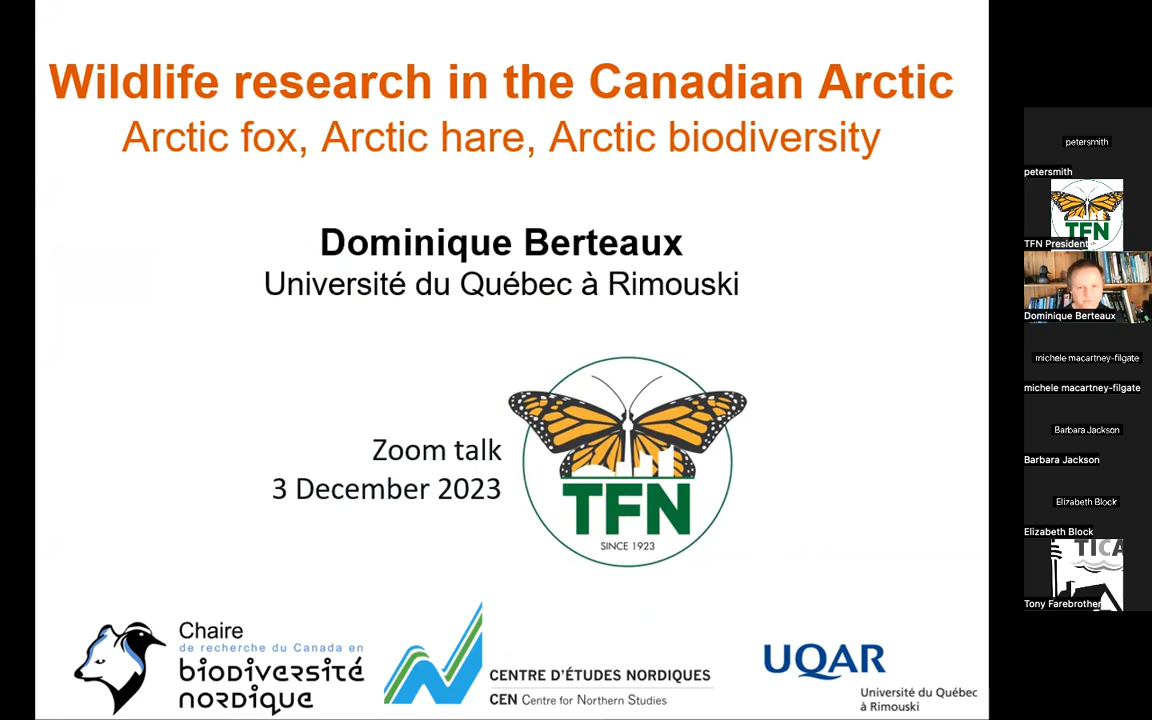 Wildlife research in the Canadian Arctic
Arctic fox, Arctic hare, Arctic biodiversity
Dominique Berteaux
Université du Québec à Rimouski
Zoom talk
3 December 2023
TFN
SINCE 1923
Chaire
de recherche du Canada en
biodiversité
nordique
CENTRE D'ÉTUDES NORDIQUES
CEN Centre for Northern Studies
UQAR
Université du Québec
à Rimouski
petersmith
petersmith
TFN
TFN President
Dominique Berteaux
michele macartney-filgate
michele macartney-filgate
Barbara Jackson
Barbara Jackson
Elizabeth Block
Elizabeth Block
TICA
Tony Farebrother